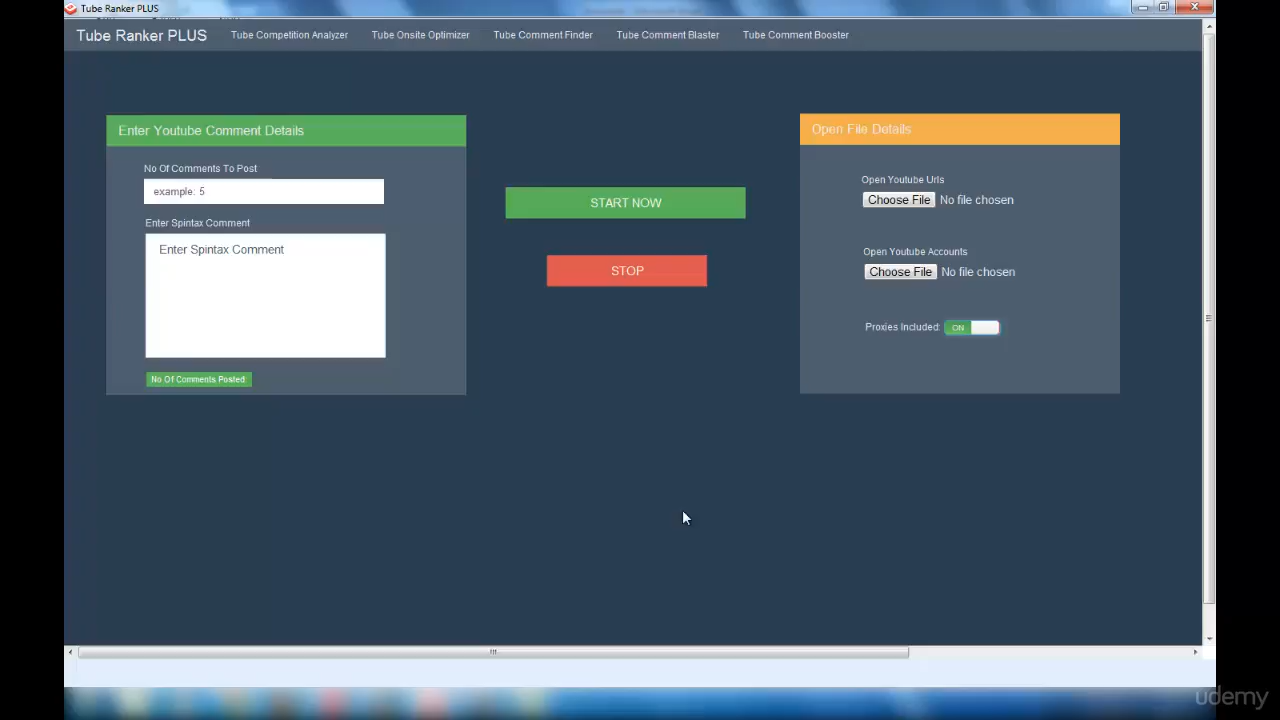 Tube Ranker PLUS
Tube Ranker PLUS Tube Competition Analyzer Tube Onsite Optimizer Tube Comment Finder Tube Comment Blaster Tube Comment Booster
Enter Youtube Comment Details
No Of Comments To Post
example: 5
Enter Spintax Comment
Enter Spintax Comment
No Of Comments Posted:
START NOW
STOP
Open File Details
Open Youtube Urls
Choose File No file chosen
Open Youtube Accounts
Choose File No file chosen
Proxies Included: ON
udemy